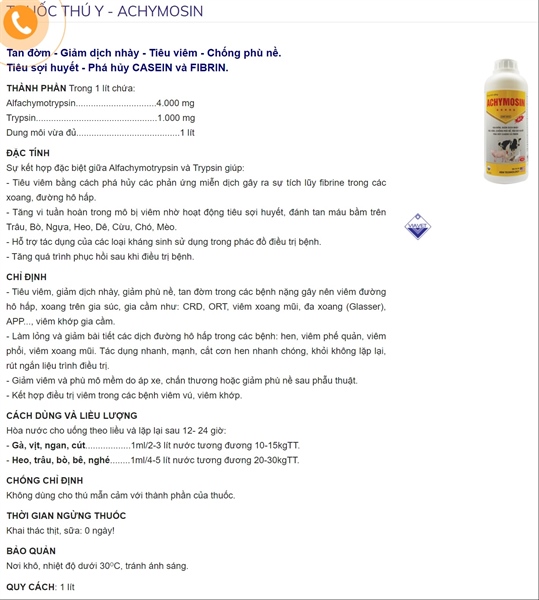 THUỐC THÚ Y - ACHYMOSIN
Tan đờm - Giảm dịch nhày - Tiêu viêm - Chống phù nề.
Tiêu sợi huyết - Phá hủy CASEIN và FIBRIN.
THÀNH PHẦN Trong 1 lít chứa:
Alfachymotrypsin................................4.000 mg
Trypsin................................................1.000 mg
Dung môi vừa đủ.........................................1 lít
ACHYMOSIN
ĐẶC TÍNH
Sự kết hợp đặc biệt giữa Alfachymotrypsin và Trypsin giúp:
- Tiêu viêm bằng cách phá hủy các phản ứng miễn dịch gây ra sự tích lũy fibrine trong các
xoang, đường hô hấp.
- Tăng vi tuần hoàn trong mô bị viêm nhờ hoạt động tiêu sợi huyết, đánh tan máu bầm trên
Trâu, Bò, Ngựa, Heo, Dê, Cừu, Chó, Mèo.
VIAVET
- Hỗ trợ tác dụng của các loại kháng sinh sử dụng trong phác đồ điều trị bệnh.
- Tăng quá trình phục hồi sau khi điều trị bệnh.
CHỈ ĐỊNH
- Tiêu viêm, giảm dịch nhày, giảm phù nề, tan đờm trong các bệnh nặng gây nên viêm đường
hô hấp, xoang trên gia súc, gia cầm như: CRD, ORT, viêm xoang mũi, đa xoang (Glasser),
APP..., viêm khớp gia cầm.
- Làm lỏng và giảm bài tiết các dịch đường hô hấp trong các bệnh: hen, viêm phế quản, viêm
phổi, viêm xoang mũi. Tác dụng nhanh, mạnh, cắt cơn hen nhanh chóng, khỏi không lặp lại,
rút ngắn liệu trình điều trị.
- Giảm viêm và phù mô mềm do áp xe, chấn thương hoặc giảm phù nề sau phẫu thuật.
- Kết hợp điều trị viêm trong các bệnh viêm vú, viêm khớp.
CÁCH DÙNG VÀ LIỀU LƯỢNG
Hòa nước cho uống theo liều và lặp lại sau 12- 24 giờ:
- Gà, vịt, ngan, cút..................1ml/2-3 lít nước tương đương 10-15kgTT.
- Heo, trâu, bò, bê, nghé........1ml/4-5 lít nước tương đương 20-30kgTT.
CHỐNG CHỈ ĐỊNH
Không dùng cho thú mẫn cảm với thành phần của thuốc.
THỜI GIAN NGỪNG THUỐC
Khai thác thịt, sữa: 0 ngày!
BẢO QUẢN
Nơi khô, nhiệt độ dưới 30ºC, tránh ánh sáng.
QUY CÁCH: 1 lít